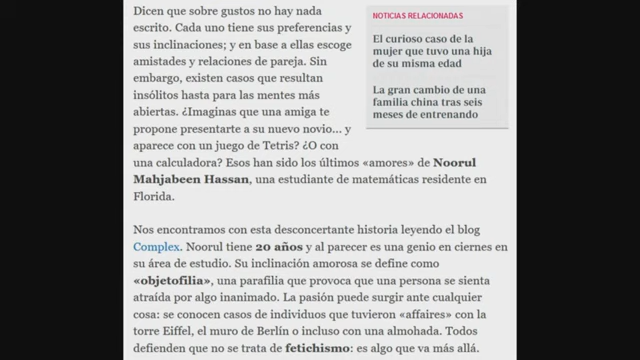 Dicen que sobre gustos no hay nada
escrito. Cada uno tiene sus preferencias y
sus inclinaciones; y en base a ellas escoge
amistades y relaciones de pareja. Sin
embargo, existen casos que resultan
insólitos hasta para las mentes más
abiertas. ¿Imaginas que una amiga te
propone presentarte a su nuevo novio... y
aparece con un juego de Tetris? ¿O con
una calculadora? Esos han sido los últimos «amores» de Noorul
Mahjabeen Hassan, una estudiante de matemáticas residente en
Florida.
NOTICIAS RELACIONADAS
El curioso caso de la
mujer que tuvo una hija
de su misma edad
La gran cambio de una
familia china tras seis
meses de entrenando
Nos encontramos con esta desconcertante historia leyendo el blog
Complex. Noorul tiene 20 años y al parecer es una genio en ciernes en
su área de estudio. Su inclinación amorosa se define como
«objetofilia», una parafilia que provoca que una persona se sienta
atraída por algo inanimado. La pasión puede surgir ante cualquier
cosa: se conocen casos de individuos que tuvieron «affaires» con la
torre Eiffel, el muro de Berlín o incluso con una almohada. Todos
defienden que no se trata de fetichismo: es algo que va más allá.